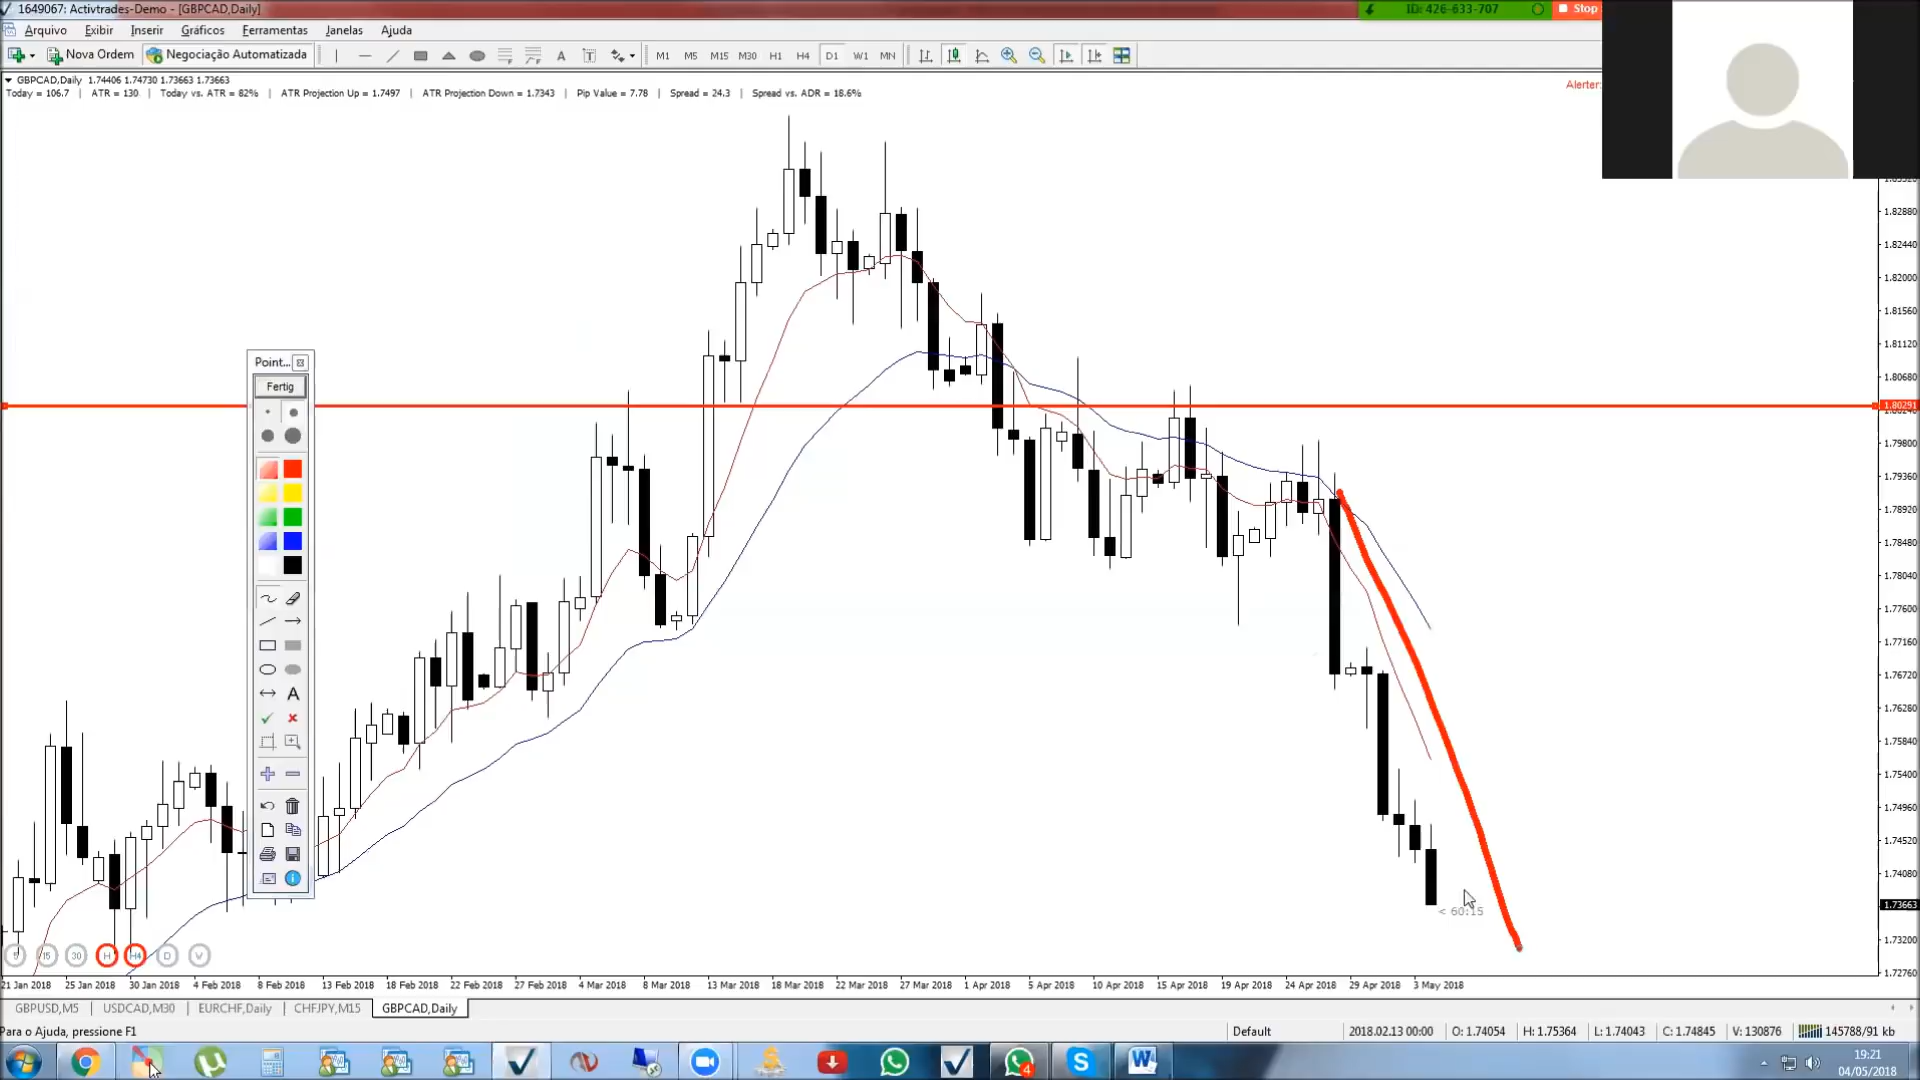 1649067: Activtrades-Demo - [GBPCAD,Daily]
ID: 426-633-707
Stop
Arquivo Exibir Inserir Gráficos Ferramentas Janelas Ajuda
Nova Ordem Negociação Automatizada A T M1 M5 M15 M30 H1 H4 D1 W1 MN
GBPCAD,Daily 1.74406 1.74730 1.73663 1.73663
Today = 106.7 | ATR = 130 | Today vs. ATR = 82% | ATR Projection Up = 1.7497 | ATR Projection Down = 1.7343 | Pip Value = 7.78 | Spread = 24.3 | Spread vs. ADR = 18.6%
Alerter:
1.82880
1.82440
1.82000
1.81556
1.81112
1.80680
1.80291
1.79800
1.79360
1.78920
1.78480
1.78040
1.77600
1.77160
1.76720
1.76280
1.75840
1.75400
1.74960
1.74520
1.74080
1.73663
1.73200
1.72760
Point...
Fertig
A
< 60:15
15 30 H H4 D V
21 Jan 2018 25 Jan 2018 30 Jan 2018 4 Feb 2018 8 Feb 2018 13 Feb 2018 18 Feb 2018 22 Feb 2018 27 Feb 2018 4 Mar 2018 8 Mar 2018 13 Mar 2018 18 Mar 2018 22 Mar 2018 27 Mar 2018 1 Apr 2018 5 Apr 2018 10 Apr 2018 15 Apr 2018 19 Apr 2018 24 Apr 2018 29 Apr 2018 3 May 2018
GBPUSD,M5 | USDCAD,M30 | EURCHF,Daily | CHFJPY,M15 | GBPCAD,Daily
Para o Ajuda, pressione F1
Default 2018.02.13 00:00 O: 1.74054 H: 1.75364 L: 1.74043 C: 1.74845 V: 130876 145788/91 kb
4
19:21
04/05/2018